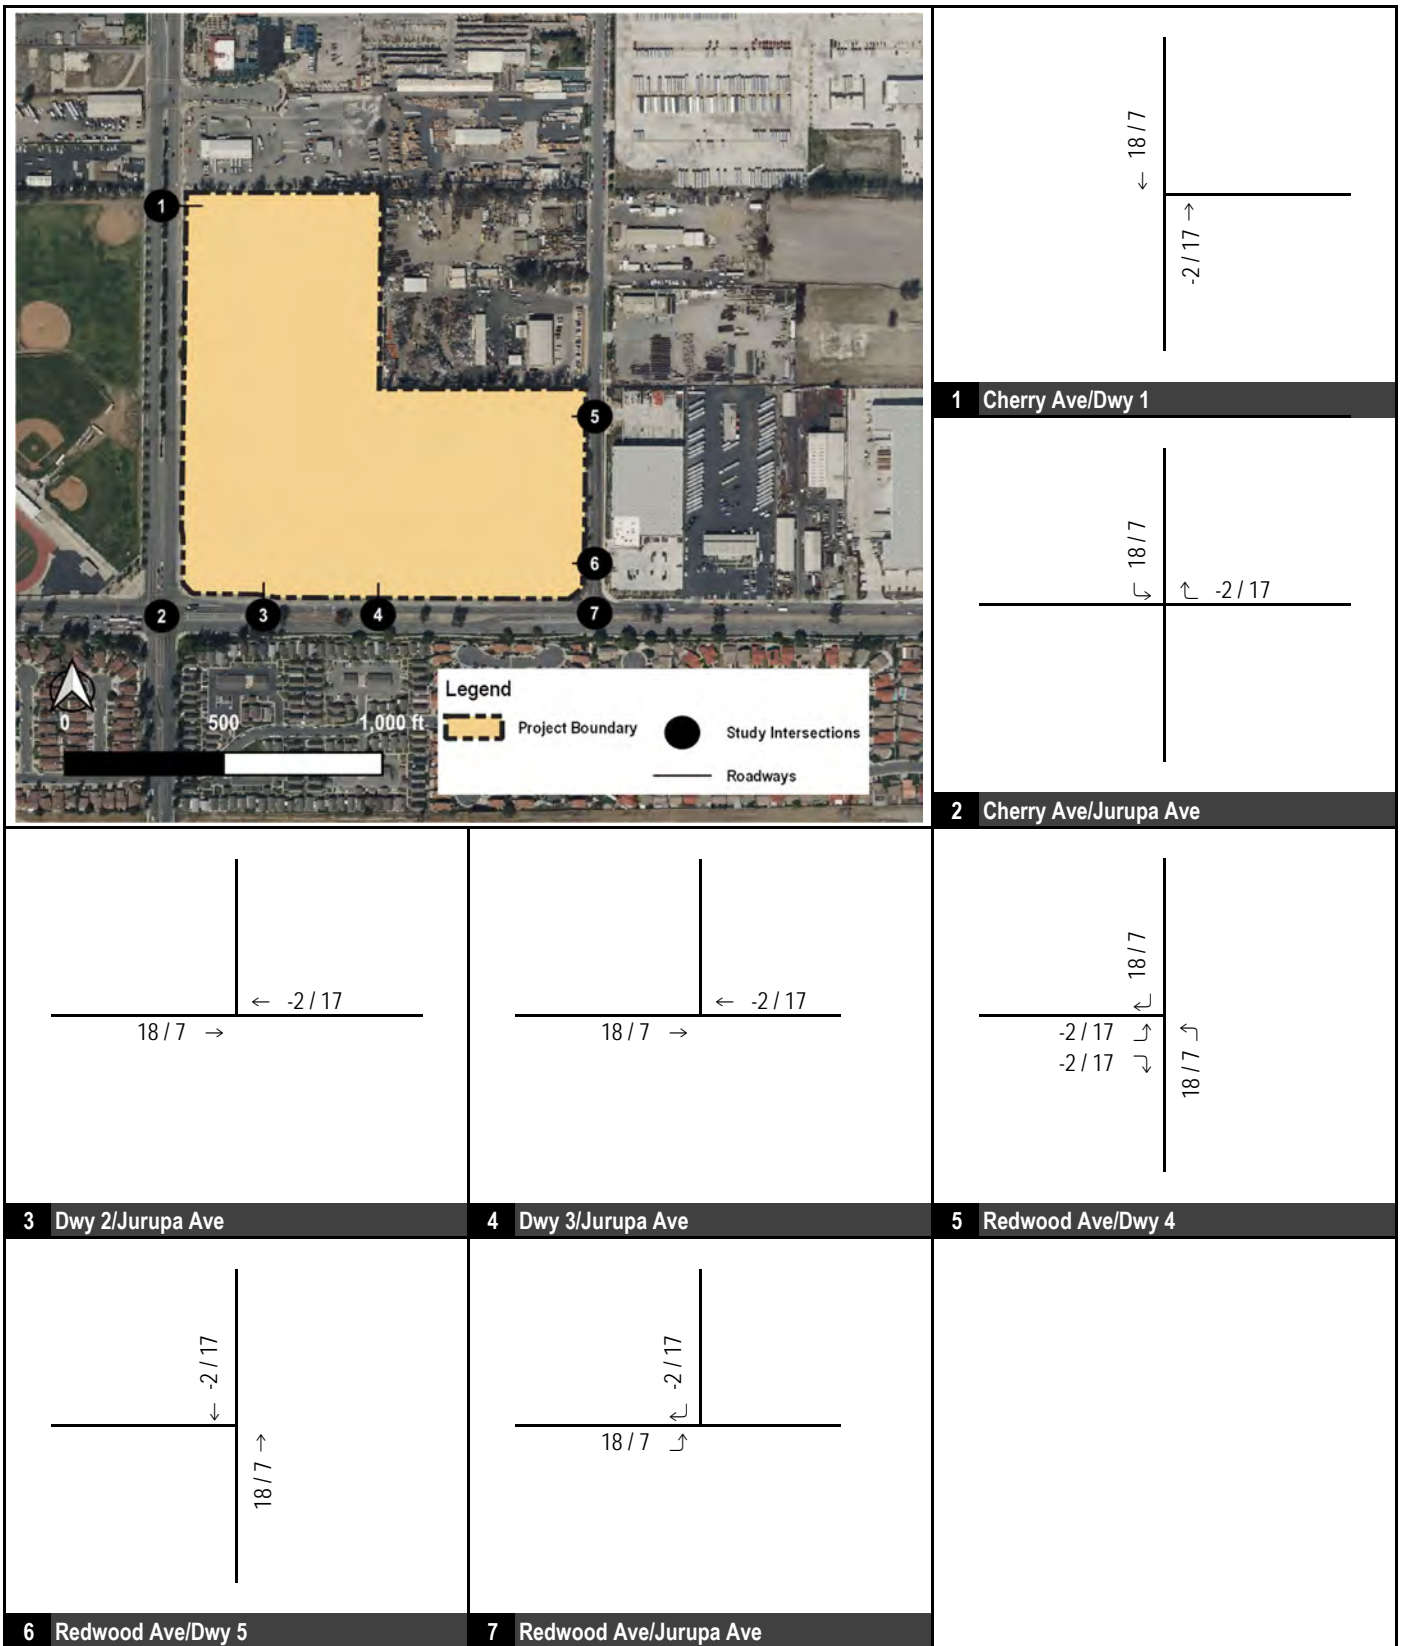 1
5
6
2
3
4
7
Legend
Project Boundary
Study Intersections
Roadways
0 500 1,000 ft
← 18 / 7
-2 / 17 →
1 Cherry Ave/Dwy 1
18 / 7
-2 / 17
2 Cherry Ave/Jurupa Ave
← -2 / 17
18 / 7 →
3 Dwy 2/Jurupa Ave
← -2 / 17
18 / 7 →
4 Dwy 3/Jurupa Ave
18 / 7
-2 / 17
-2 / 17
18 / 7
5 Redwood Ave/Dwy 4
← -2 / 17
18 / 7 →
6 Redwood Ave/Dwy 5
-2 / 17
18 / 7
7 Redwood Ave/Jurupa Ave